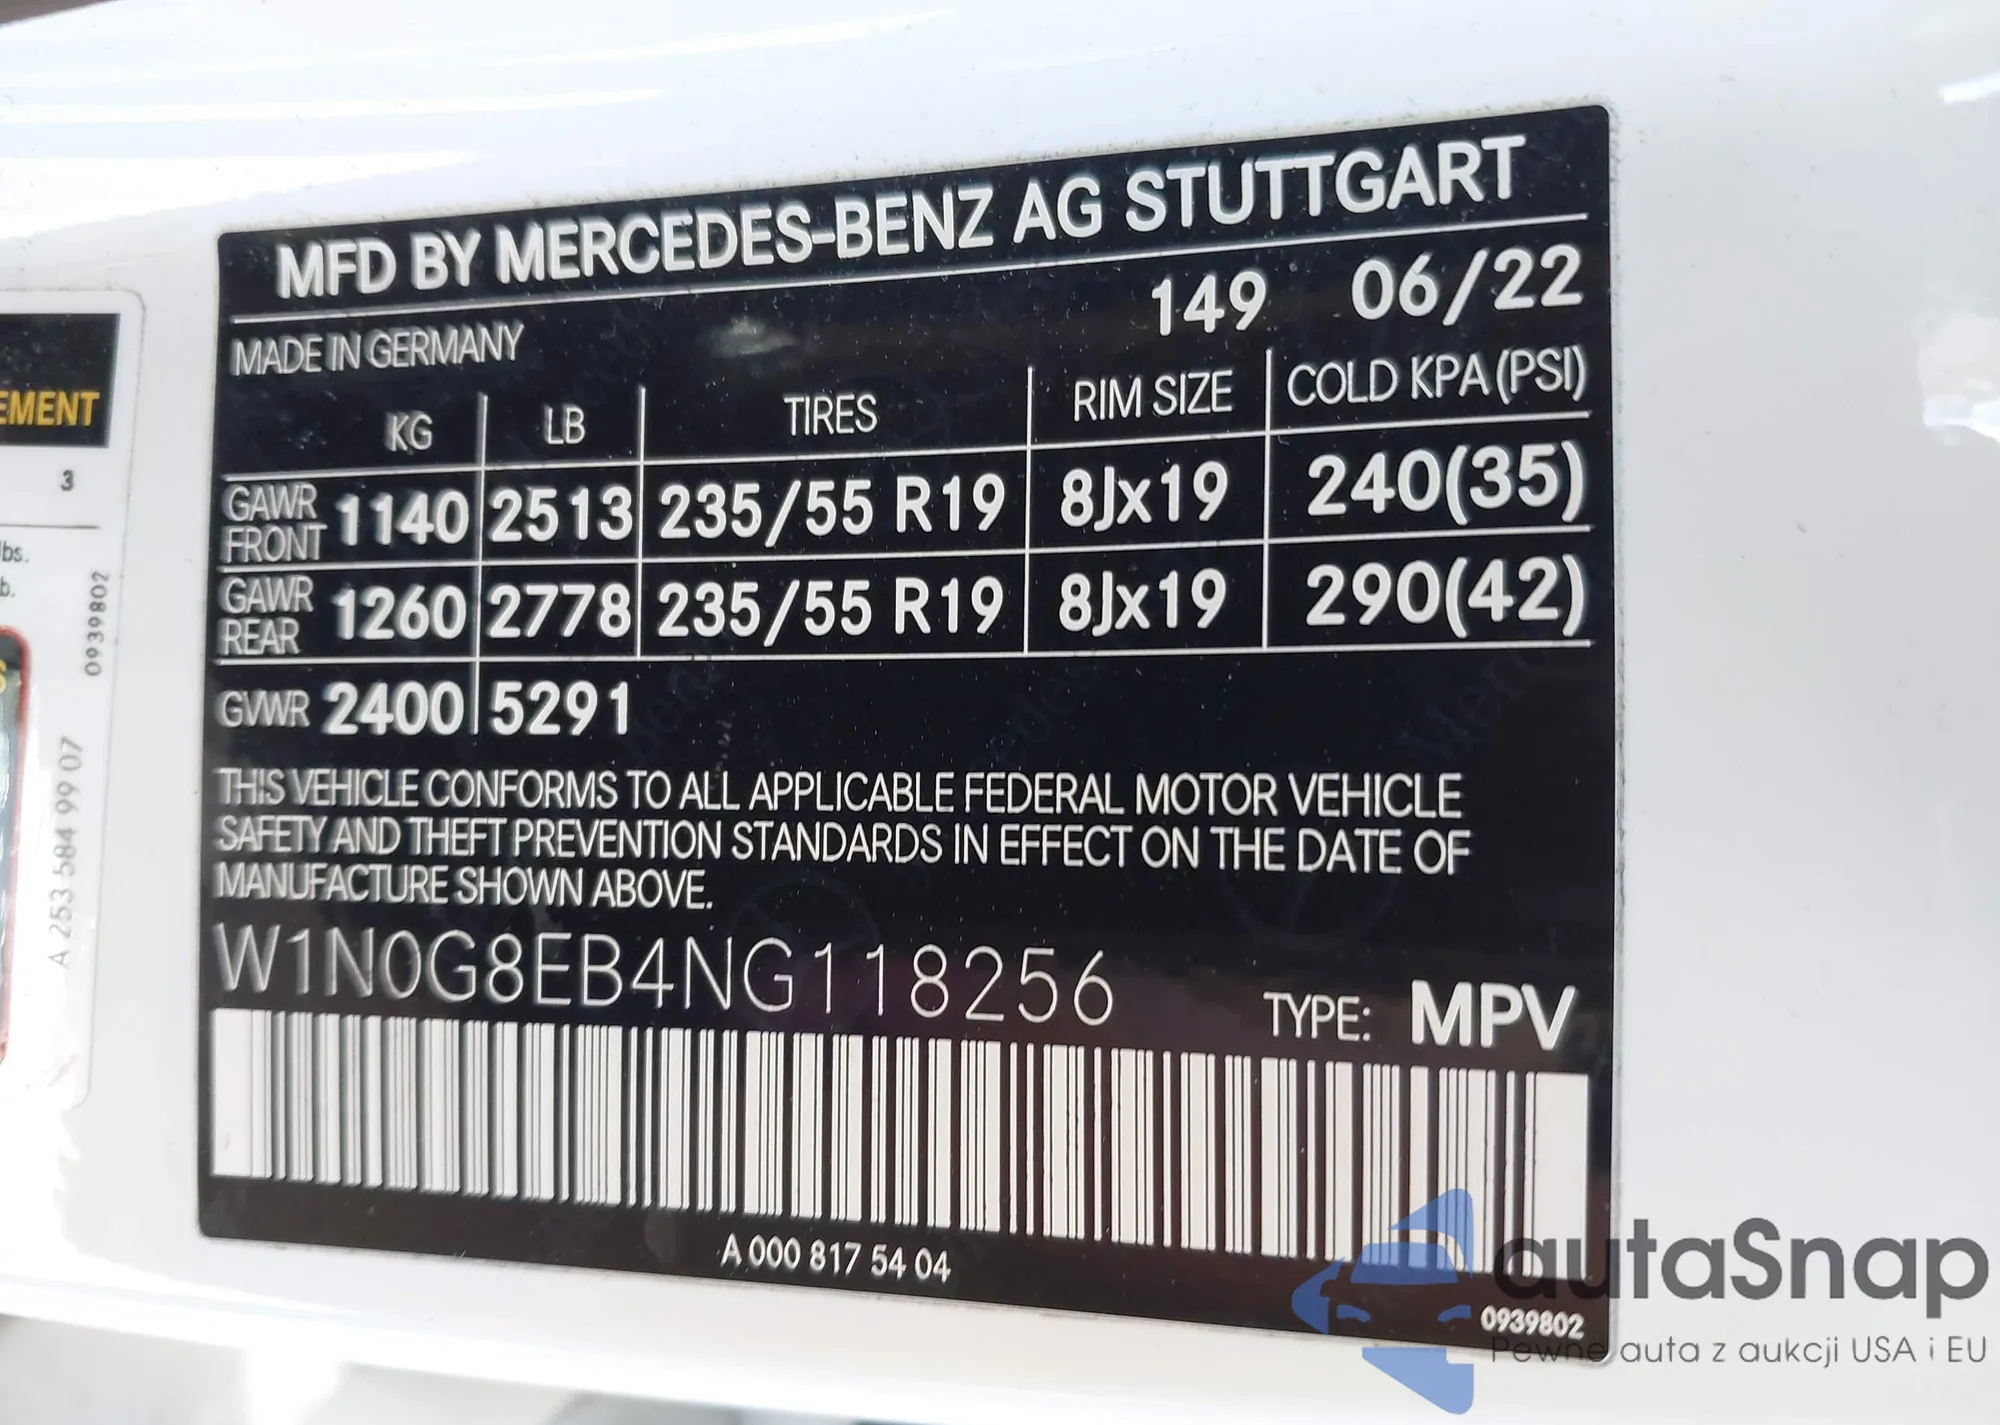 MFD BY MERCEDES-BENZ AG STUTTGART
MADE IN GERMANY 149 06/22
KG LB TIRES RIM SIZE COLD KPA (PSI)
GAWR FRONT 1140 2513 235/55 R19 8Jx19 240(35)
GAWR REAR 1260 2778 235/55 R19 8Jx19 290(42)
GVWR 2400 5291
THIS VEHICLE CONFORMS TO ALL APPLICABLE FEDERAL MOTOR VEHICLE
SAFETY AND THEFT PREVENTION STANDARDS IN EFFECT ON THE DATE OF
MANUFACTURE SHOWN ABOVE.
W1N0G8EB4NG118256 TYPE: MPV
A 000 817 54 04
0939802
EMENT
3
lbs.
b.
0939802
A 253 584 99 07
autaSnap
Pewne auta z aukcji USA i EU